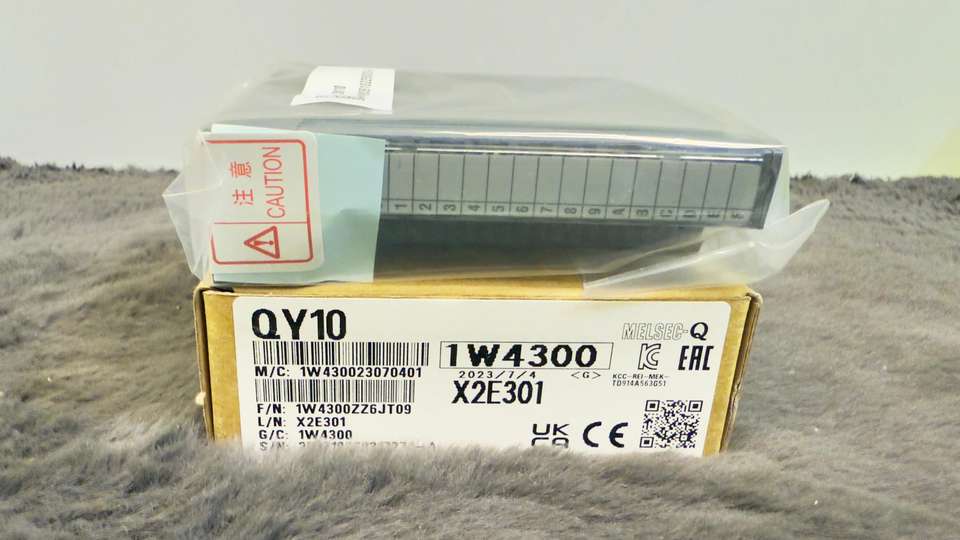 注意
CAUTION
1 2 3 4 5 6 7 8 9 A B C D E F
QY10
MELSEC-Q
1W4300
2023/7/4 <G>
M/C: 1W430023070401
X2E301
KCC-REI-MEK-
TD914A563G51
EAC
F/N: 1W4300ZZ6JT09
L/N: X2E301
G/C: 1W4300
S/N:
UK
CA
CE